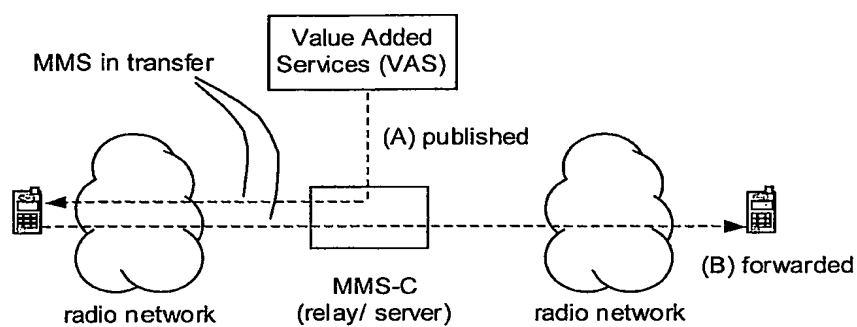 Value Added
Services (VAS)
MMS in transfer
(A) published
(B) forwarded
radio network
MMS-C
(relay/ server)
radio network